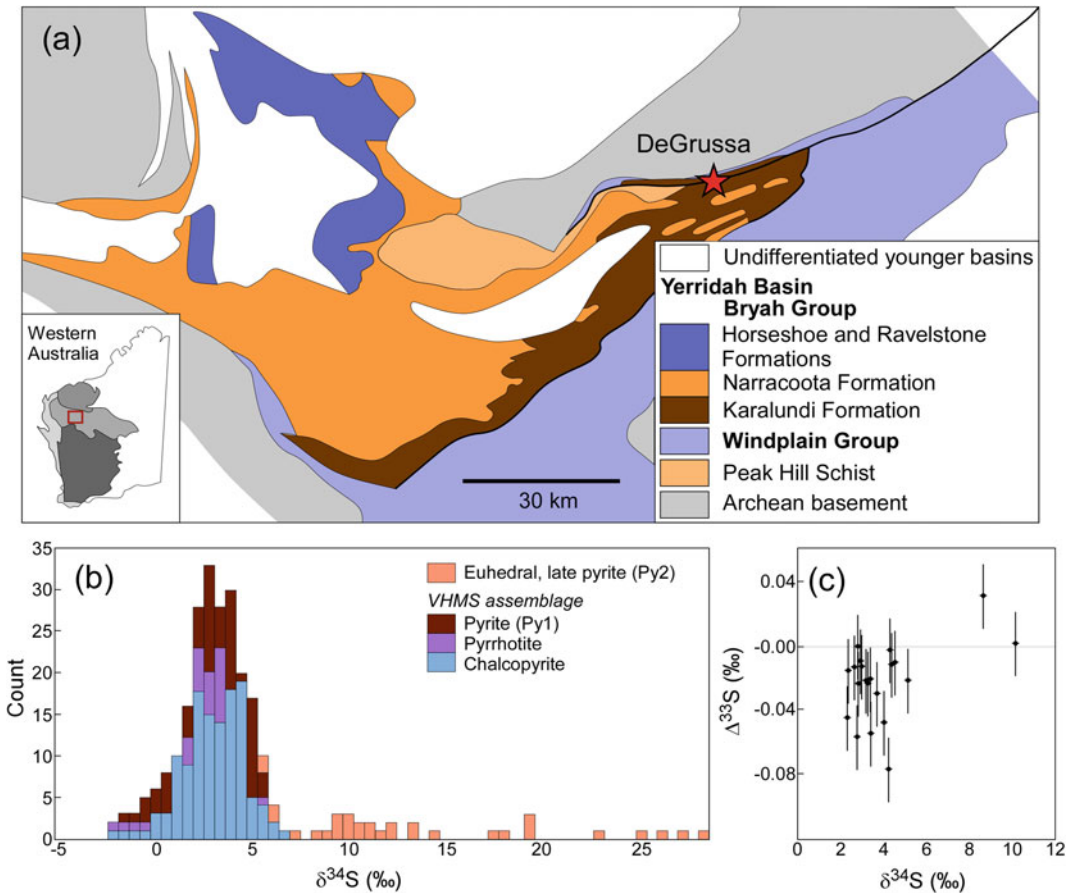 (a)
DeGrussa
Undifferentiated younger basins
Yerridah Basin
Bryah Group
Horseshoe and Ravelstone
Formations
Narracoota Formation
Karalundi Formation
Windplain Group
Peak Hill Schist
Archean basement
Western
Australia
30 km
(b)
Euhedral, late pyrite (Py2)
VHMS assemblage
Pyrite (Py1)
Pyrrhotite
Chalcopyrite
Count
35
30
25
20
15
10
5
0
-5 0 5 10 15 20 25
δ34S (‰)
(c)
Δ33S (‰)
0.04
-0.00
-0.04
-0.08
0 2 4 6 8 10 12
δ34S (‰)